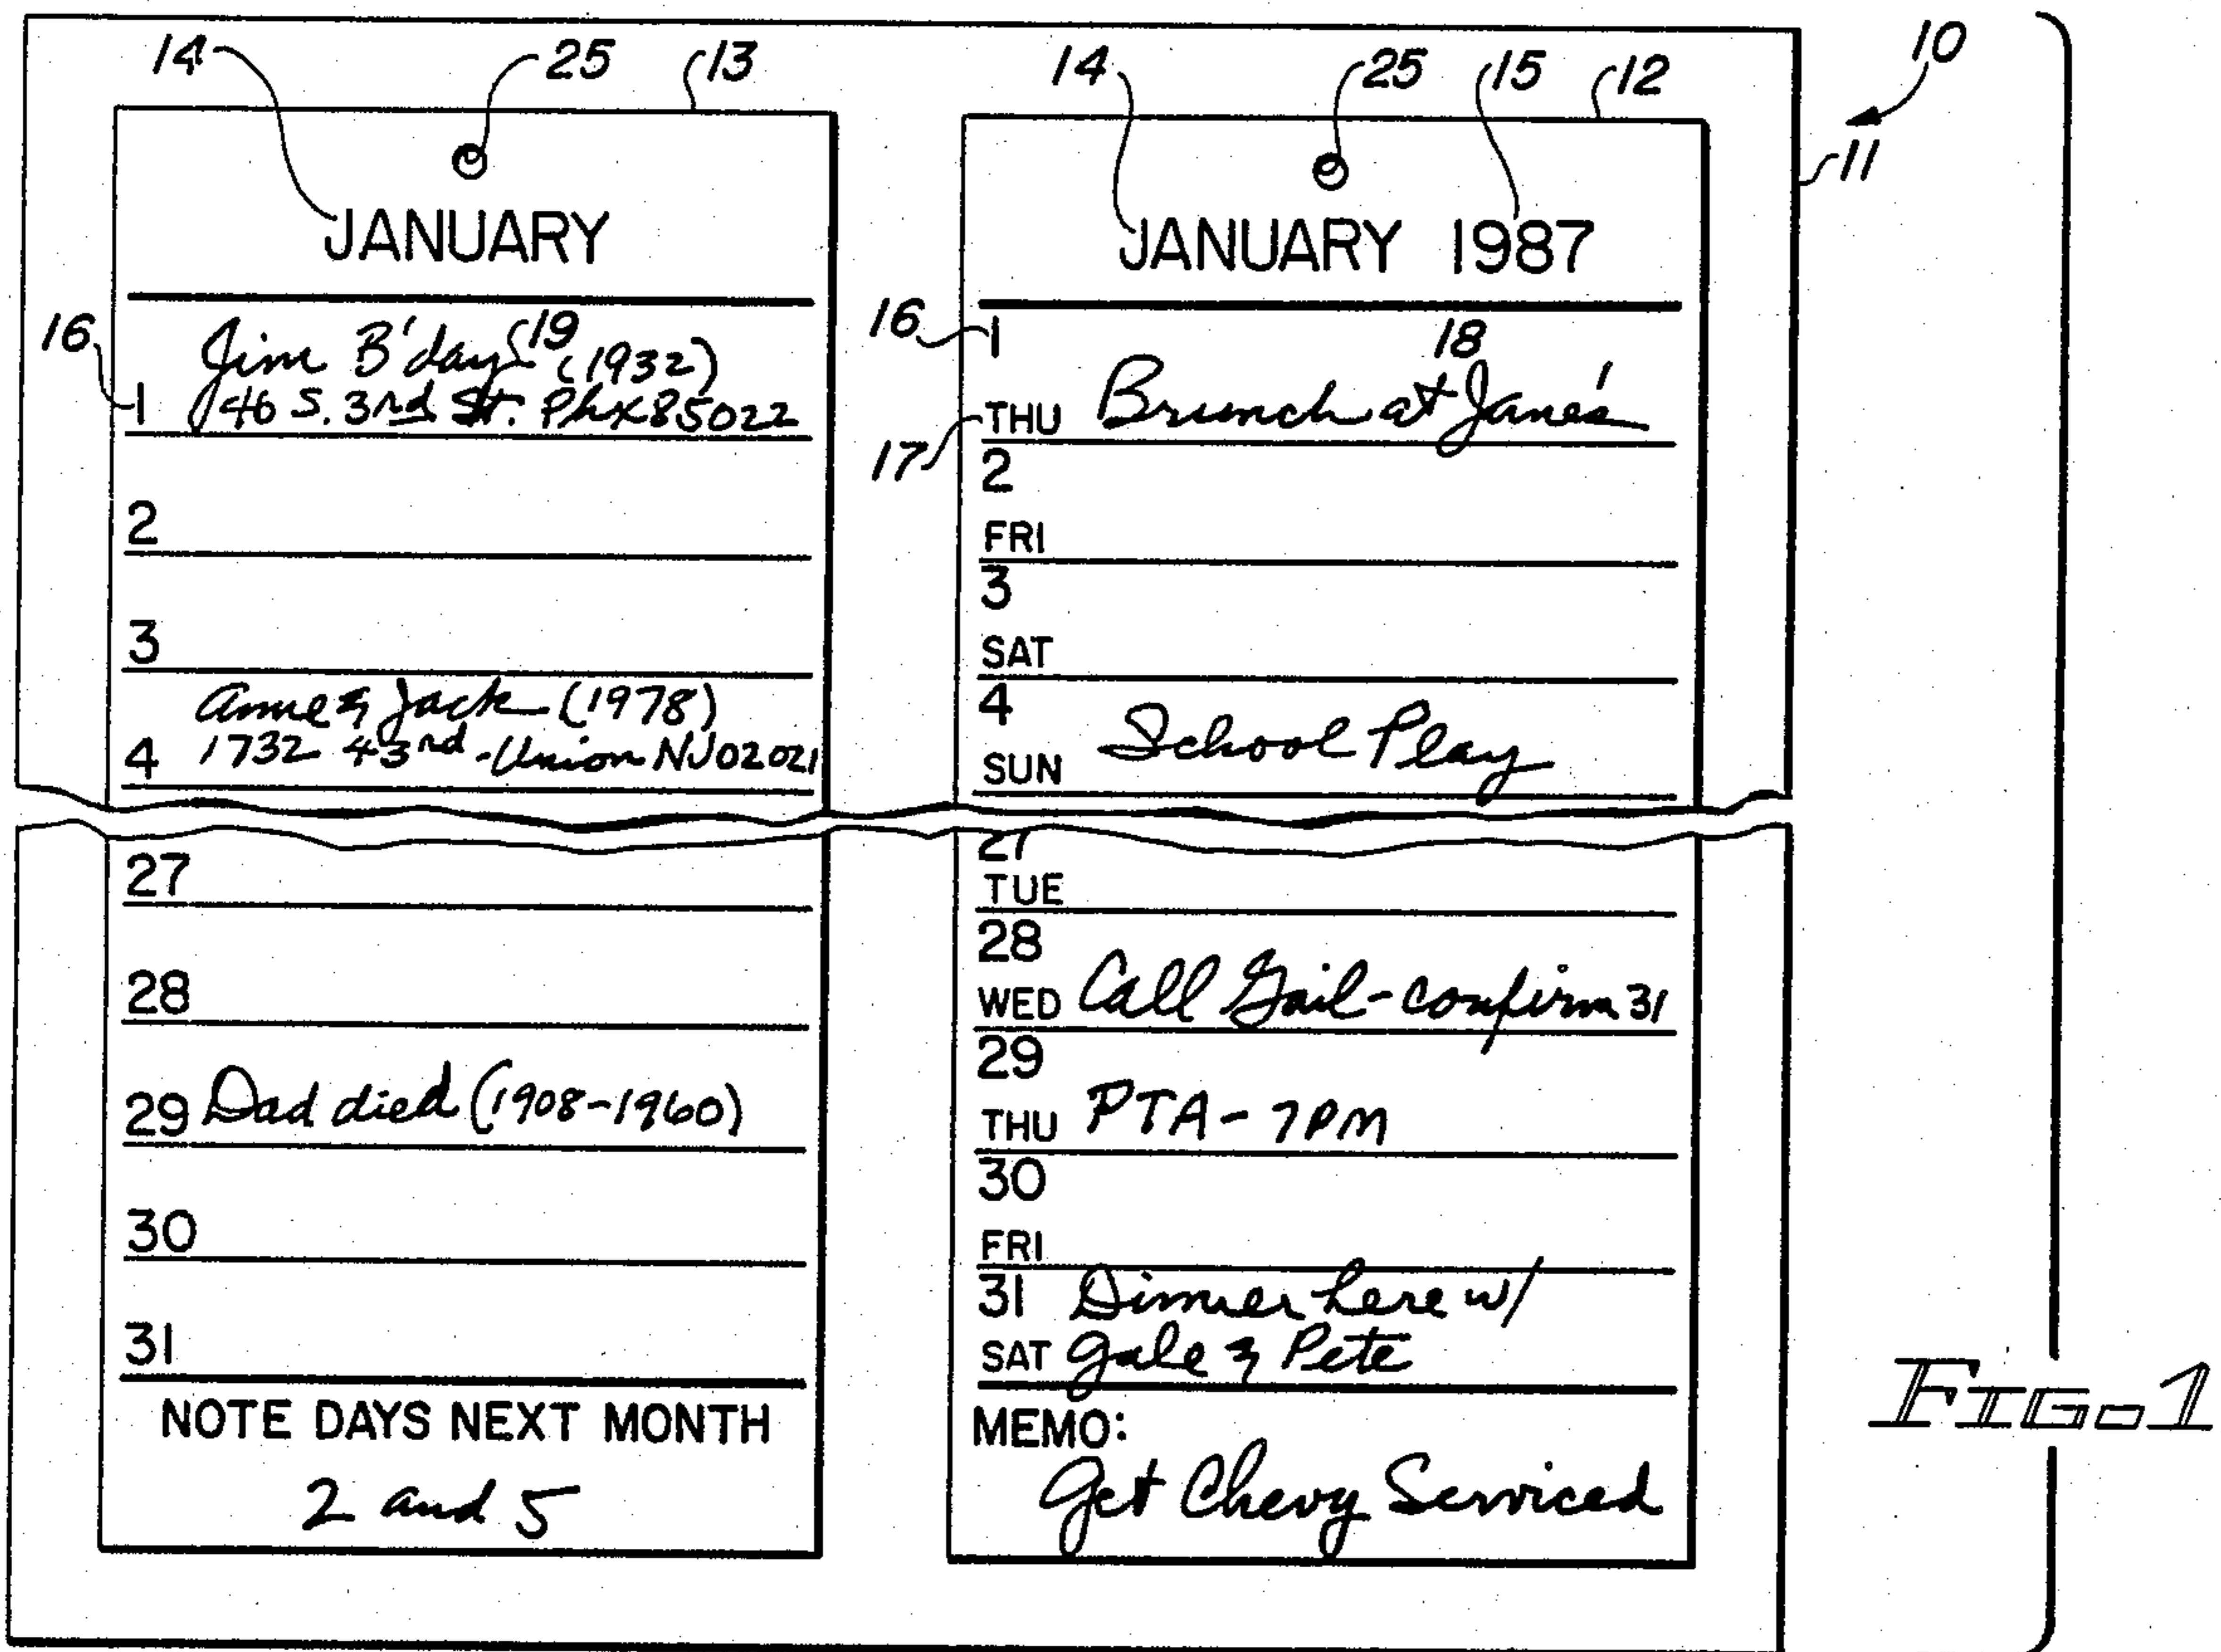 14 25 13 14 25 15 12 10
11
JANUARY
16
Jim B'day 19 (1932)
1 46 S. 3rd St. Phx 85022
2
3
Anne & Jack (1978)
4 1732 43rd - Union NJ 02021
27
28
29 Dad died (1908-1960)
30
31
NOTE DAYS NEXT MONTH
2 and 5
JANUARY 1987
16 1
18
17 THU Brunch at Jane's
2
FRI
3
SAT
4
SUN School Play
27
TUE
28
WED Call Gail - confirm 31
29
THU PTA - 7PM
30
FRI
31 Dinner here w/
SAT Gale & Pete
MEMO:
Get Chevy Serviced
FIG. 1